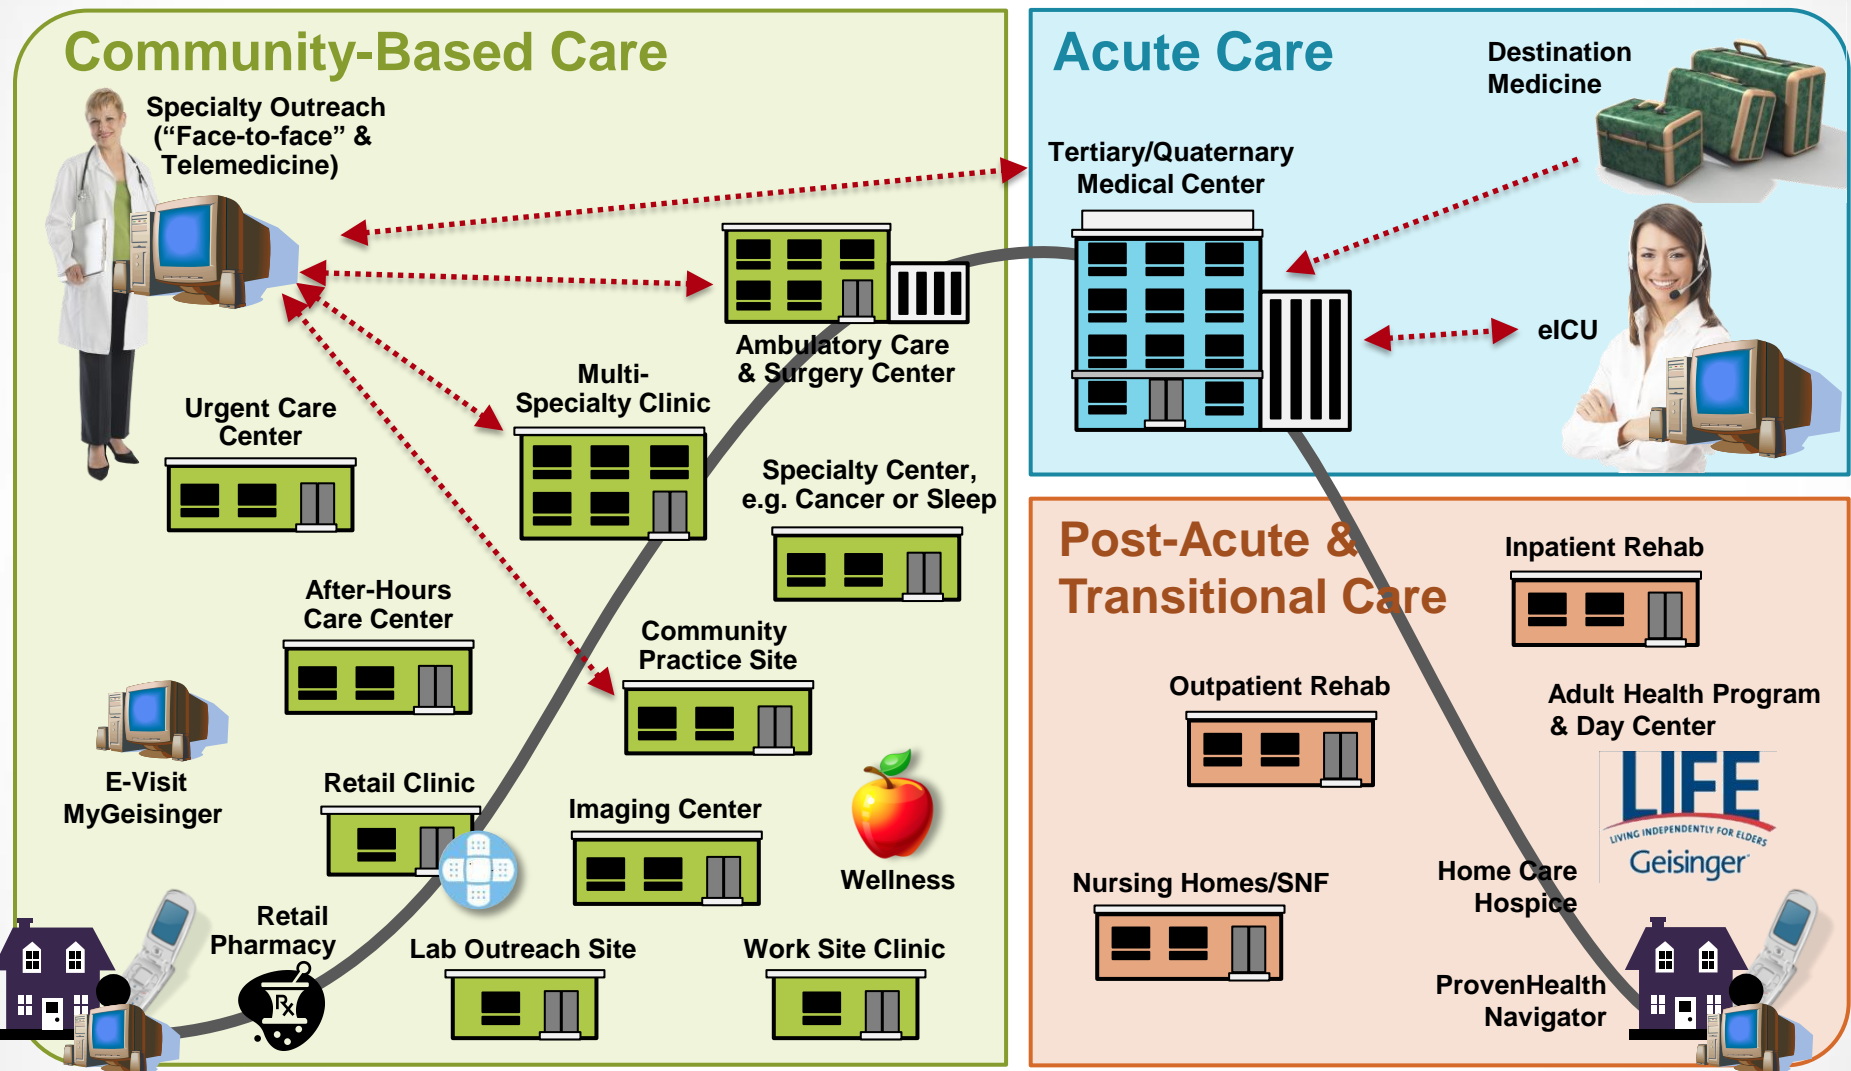 Community-Based Care
Specialty Outreach
(“Face-to-face” &
Telemedicine)
Ambulatory Care
& Surgery Center
Multi-
Specialty Clinic
Urgent Care
Center
Specialty Center,
e.g. Cancer or Sleep
After-Hours
Care Center
Community
Practice Site
E-Visit
MyGeisinger
Retail Clinic
Imaging Center
Wellness
Retail
Pharmacy
Rx
Lab Outreach Site
Work Site Clinic
Acute Care
Destination
Medicine
Tertiary/Quaternary
Medical Center
eICU
Post-Acute &
Transitional Care
Inpatient Rehab
Outpatient Rehab
Adult Health Program
& Day Center
LIFE
LIVING INDEPENDENTLY FOR ELDERS
Geisinger
Nursing Homes/SNF
Home Care
Hospice
ProvenHealth
Navigator